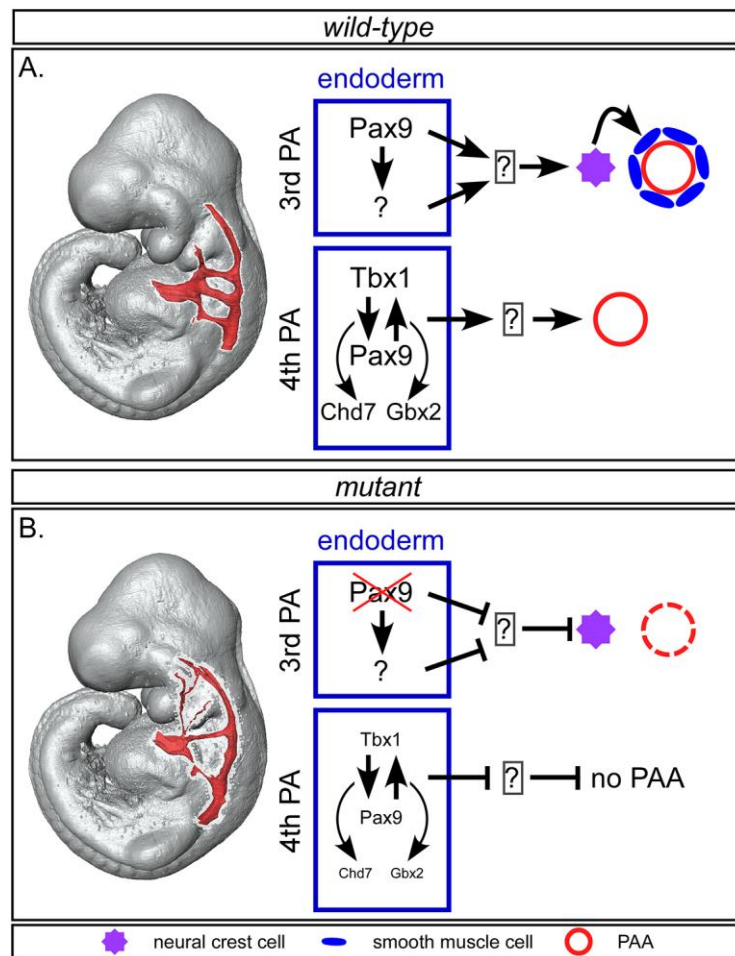 wild-type
A.
endoderm
3rd PA
Pax9
?
?
4th PA
Tbx1
Pax9
Chd7 Gbx2
?
mutant
B.
endoderm
3rd PA
Pax9
?
?
4th PA
Tbx1
Pax9
Chd7 Gbx2
?
no PAA
neural crest cell smooth muscle cell PAA